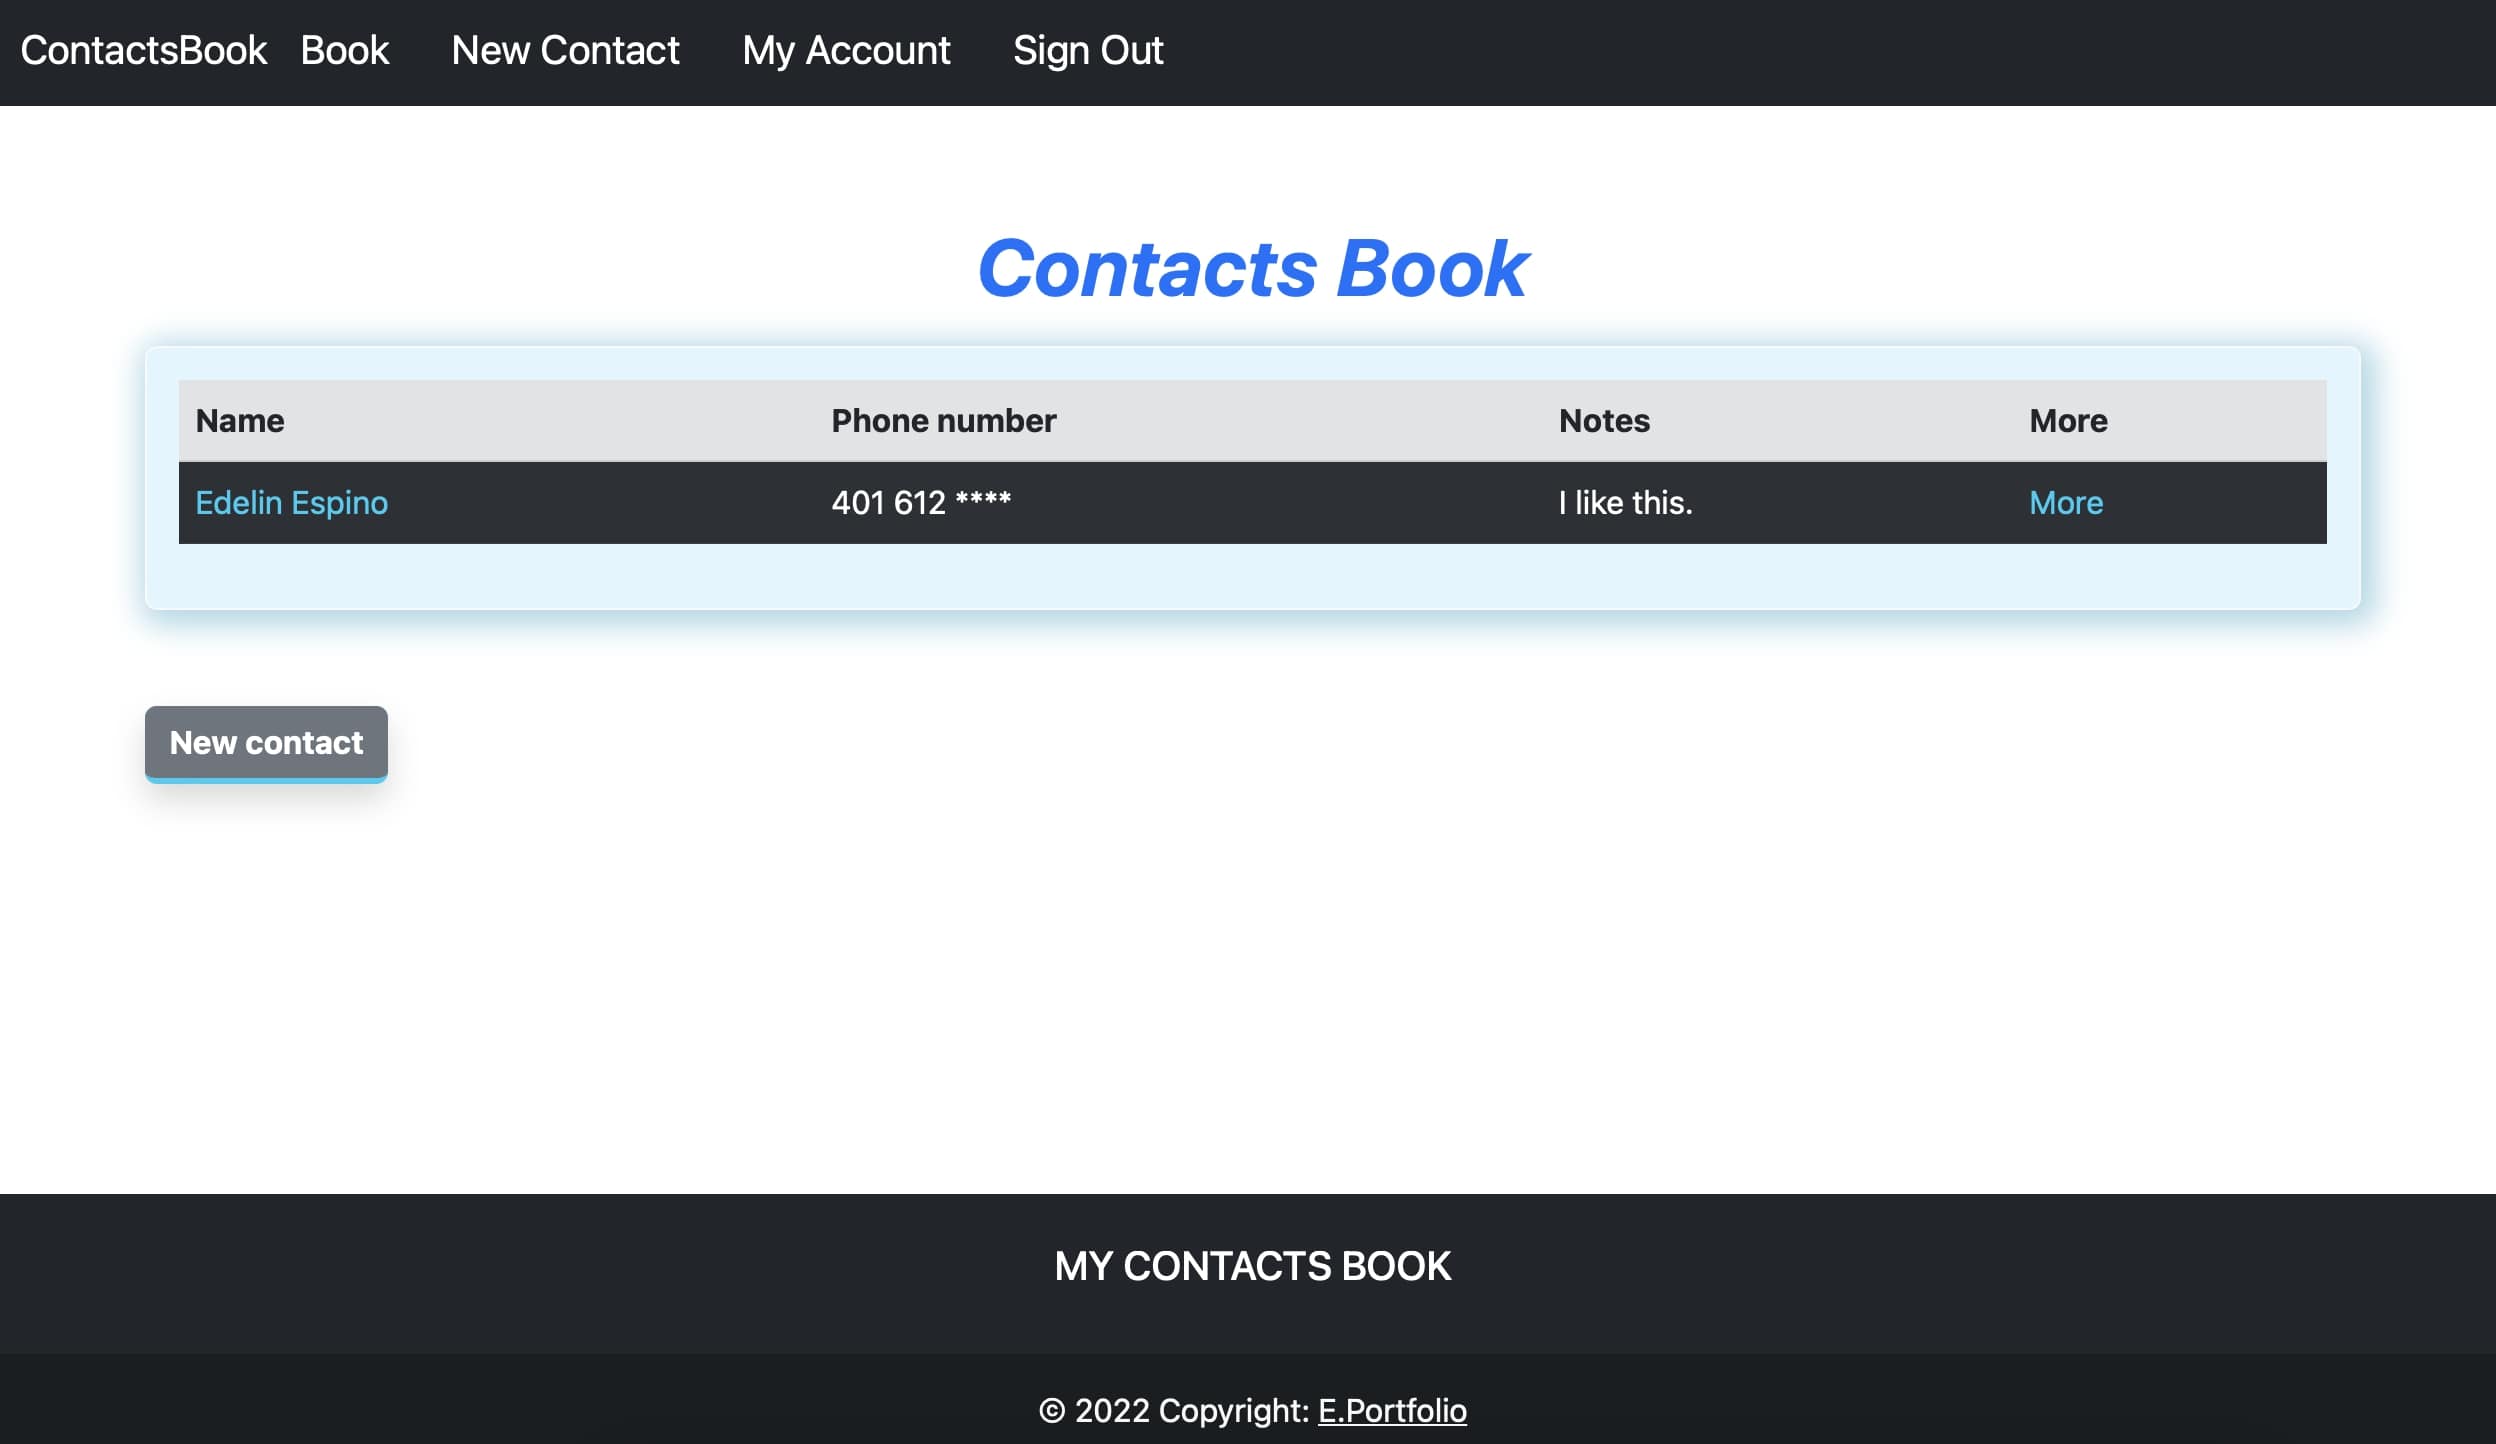 ContactsBook Book New Contact My Account Sign Out
Contacts Book
Name Phone number Notes More
Edelin Espino 401 612 **** I like this. More
New contact
MY CONTACTS BOOK
© 2022 Copyright: E.Portfolio